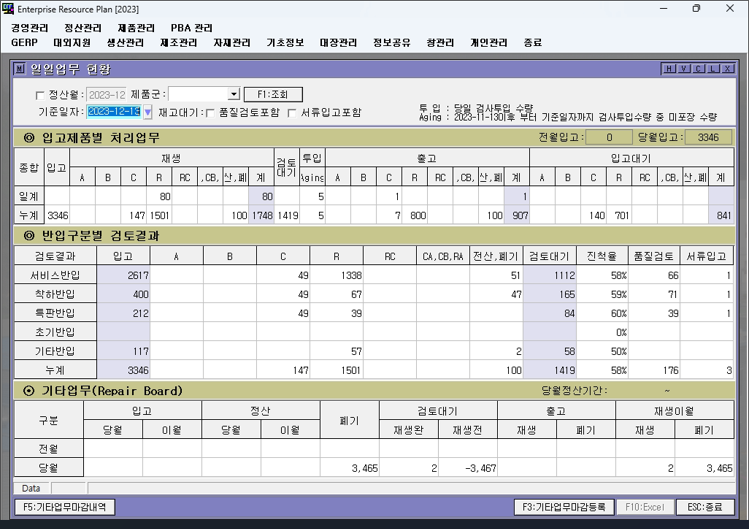 Enterprise Resource Plan [2023]
경영관리 정산관리 제품관리 PBA 관리
GERP 대외지원 생산관리 제조관리 자재관리 기초정보 대장관리 정보공유 창관리 개인관리 종료
M 일일업무 현황 H V C L X
정산월: 2023-12 제품군: F1:조회
기준일자: 2023-12-13 재고대기: 품질검토포함 서류입고포함
투 입 : 당일 검사투입 수량
Aging : 2023-11-13이후 부터 기준일자까지 검사투입수량 중 미포장 수량
입고제품별 처리업무 전월입고: 0 당월입고: 3346
종합 입고 재생 검토대기 투입 출고 입고대기
A B C R RC ,CB, 산,폐 계 Aging A B C R RC ,CB, 산,폐 계 A B C R RC ,CB, 산,폐 계
일계 80 80 5 1 1
누계 3346 147 1501 100 1748 1419 5 7 800 100 907 140 701 841
반입구분별 검토결과
검토결과 입고 A B C R RC CA,CB,RA 전산,폐기 검토대기 진척율 품질검토 서류입고
서비스반입 2617 49 1338 51 1112 58% 66 1
착하반입 400 49 67 47 165 59% 71 1
특판반입 212 49 39 84 60% 39 1
초기반입 0%
기타반입 117 57 2 58 50%
누계 3346 147 1501 100 1419 58% 176 3
기타업무(Repair Board) 당월정산기간: ~
구분 입고 정산 폐기 검토대기 출고 재생이월
당월 이월 당월 이월 재생완 재생전 재생 폐기 재생 폐기
전월
당월 3,465 2 -3,467 2 3,465
Data
F5:기타업무마감내역 F3:기타업무마감등록 F10:Excel ESC:종료